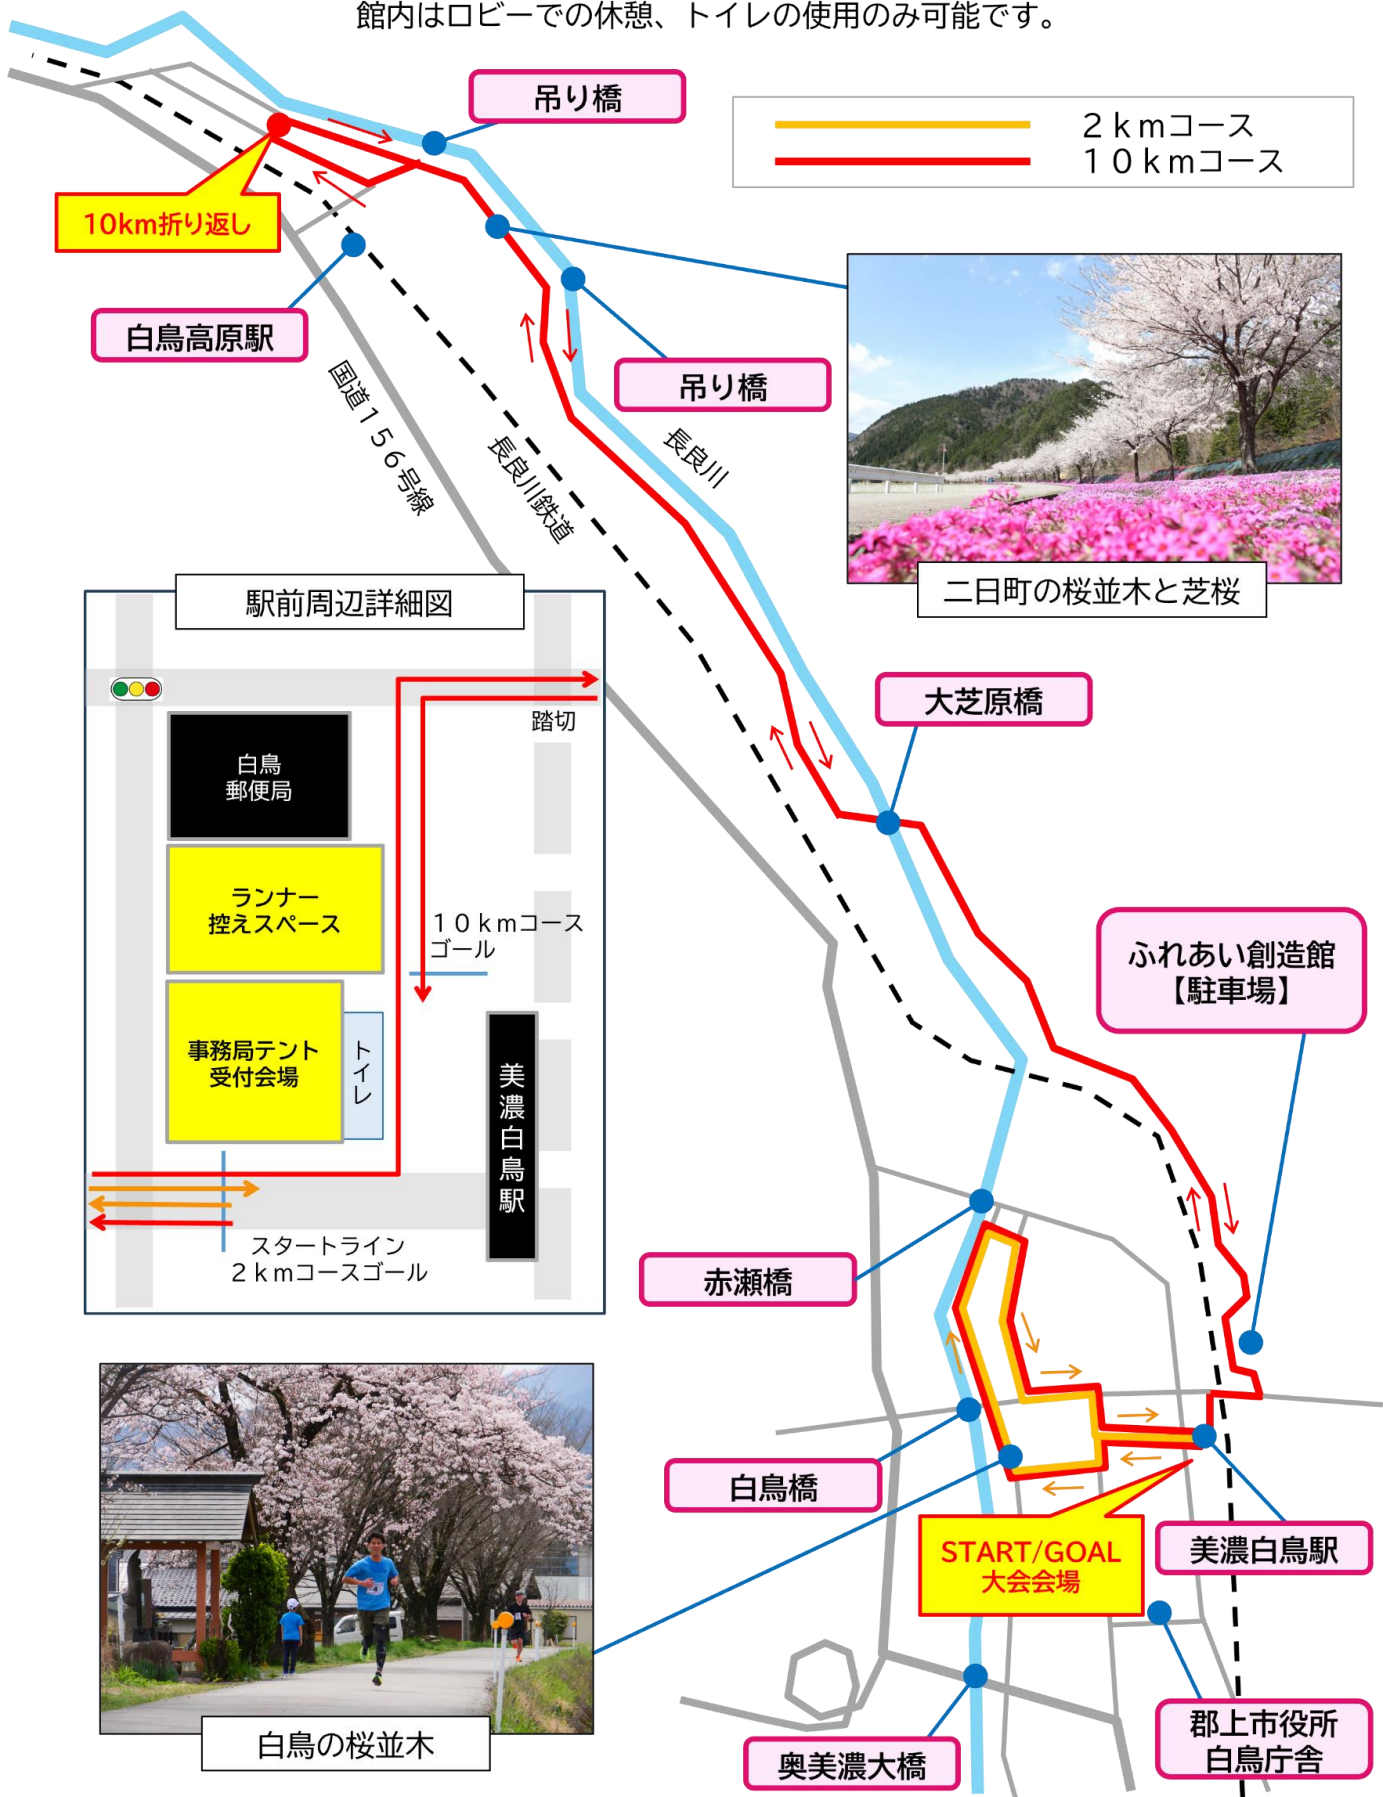 館内はロビーでの休憩、トイレの使用のみ可能です。
吊り橋
２ｋｍコース
１０ｋｍコース
10km折り返し
白鳥高原駅
吊り橋
国道１５６号線
長良川鉄道
長良川
二日町の桜並木と芝桜
駅前周辺詳細図
踏切
白鳥
郵便局
ランナー
控えスペース
１０ｋｍコース
ゴール
事務局テント
受付会場
トイレ
美濃白鳥駅
スタートライン
２ｋｍコースゴール
大芝原橋
ふれあい創造館
【駐車場】
赤瀬橋
白鳥橋
START/GOAL
大会会場
美濃白鳥駅
白鳥の桜並木
奥美濃大橋
郡上市役所
白鳥庁舎